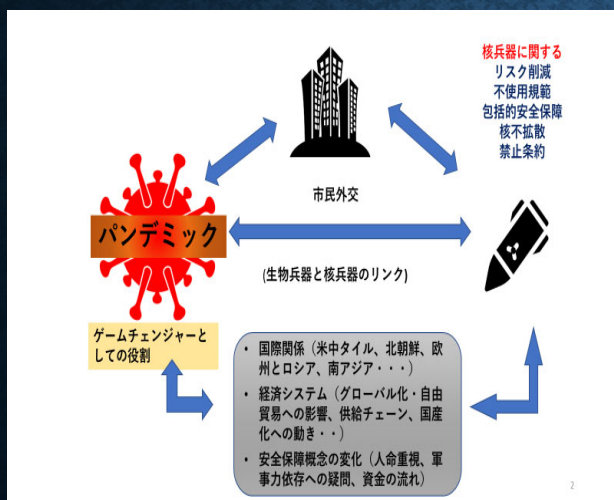 核兵器に関する
リスク削減
不使用規範
包括的安全保障
核不拡散
禁止条約
市民外交
パンデミック
(生物兵器と核兵器のリンク)
ゲームチェンジャーと
しての役割
• 国際関係（米中タイル、北朝鮮、欧
州とロシア、南アジア・・・）
• 経済システム（グローバル化・自由
貿易への影響、供給チェーン、国産
化への動き・・）
• 安全保障概念の変化（人命重視、軍
事力依存への疑問、資金の流れ）
2